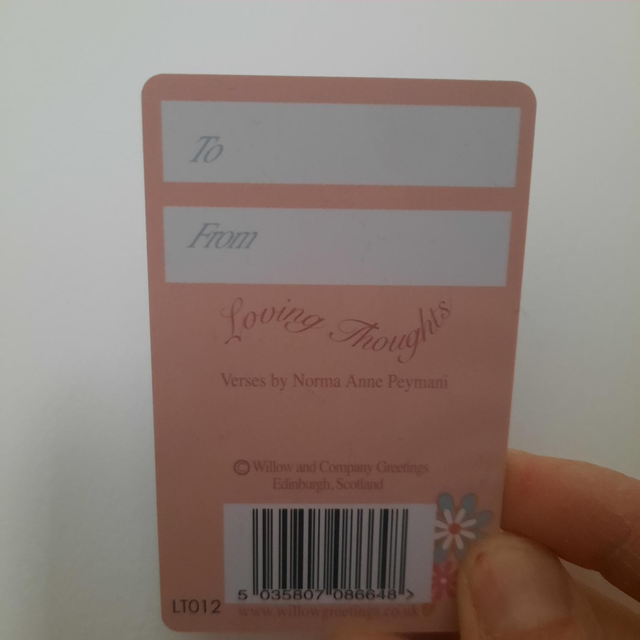 To
From
Loving Thoughts
Verses by Norma Anne Peymani
© Willow and Company Greetings
Edinburgh, Scotland
5 035807 086648 >
LT012
www.willowgreetings.co.uk